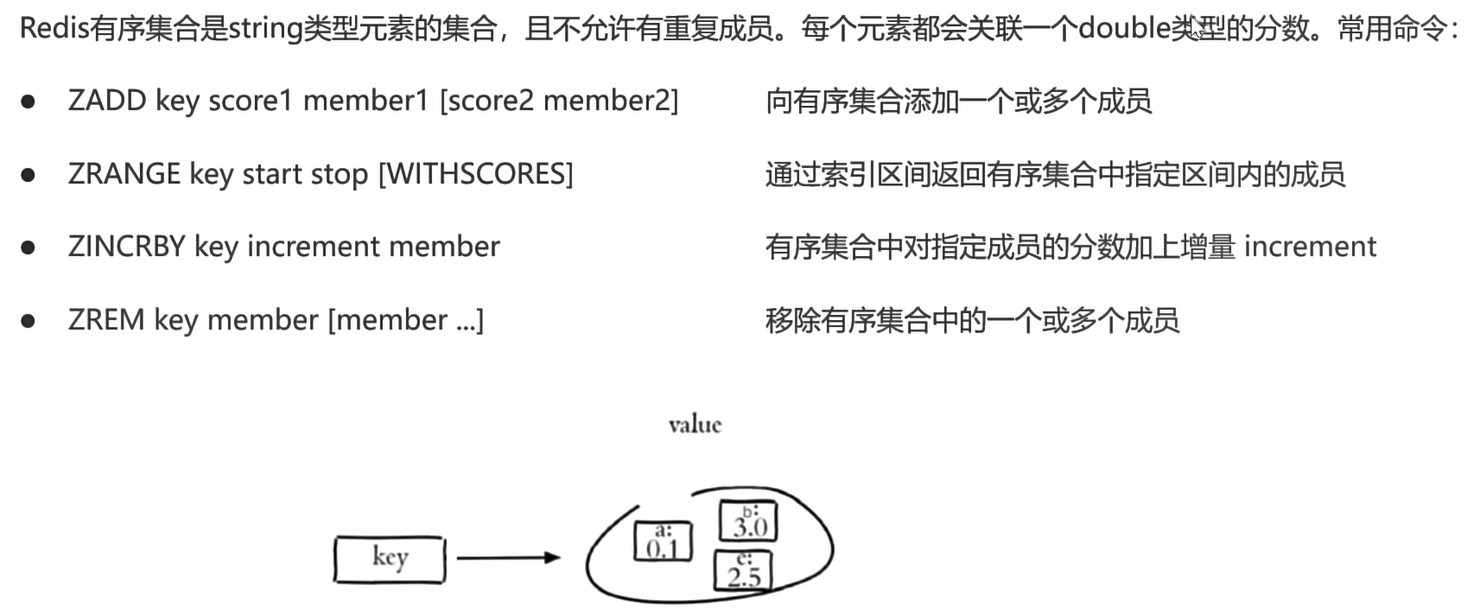 Redis有序集合是string类型元素的集合，且不允许有重复成员。每个元素都会关联一个double类型的分数。常用命令：
● ZADD key score1 member1 [score2 member2] 向有序集合添加一个或多个成员
● ZRANGE key start stop [WITHSCORES] 通过索引区间返回有序集合中指定区间内的成员
● ZINCRBY key increment member 有序集合中对指定成员的分数加上增量 increment
● ZREM key member [member ...] 移除有序集合中的一个或多个成员
value
key
a:
0.1
b:
3.0
c:
2.5